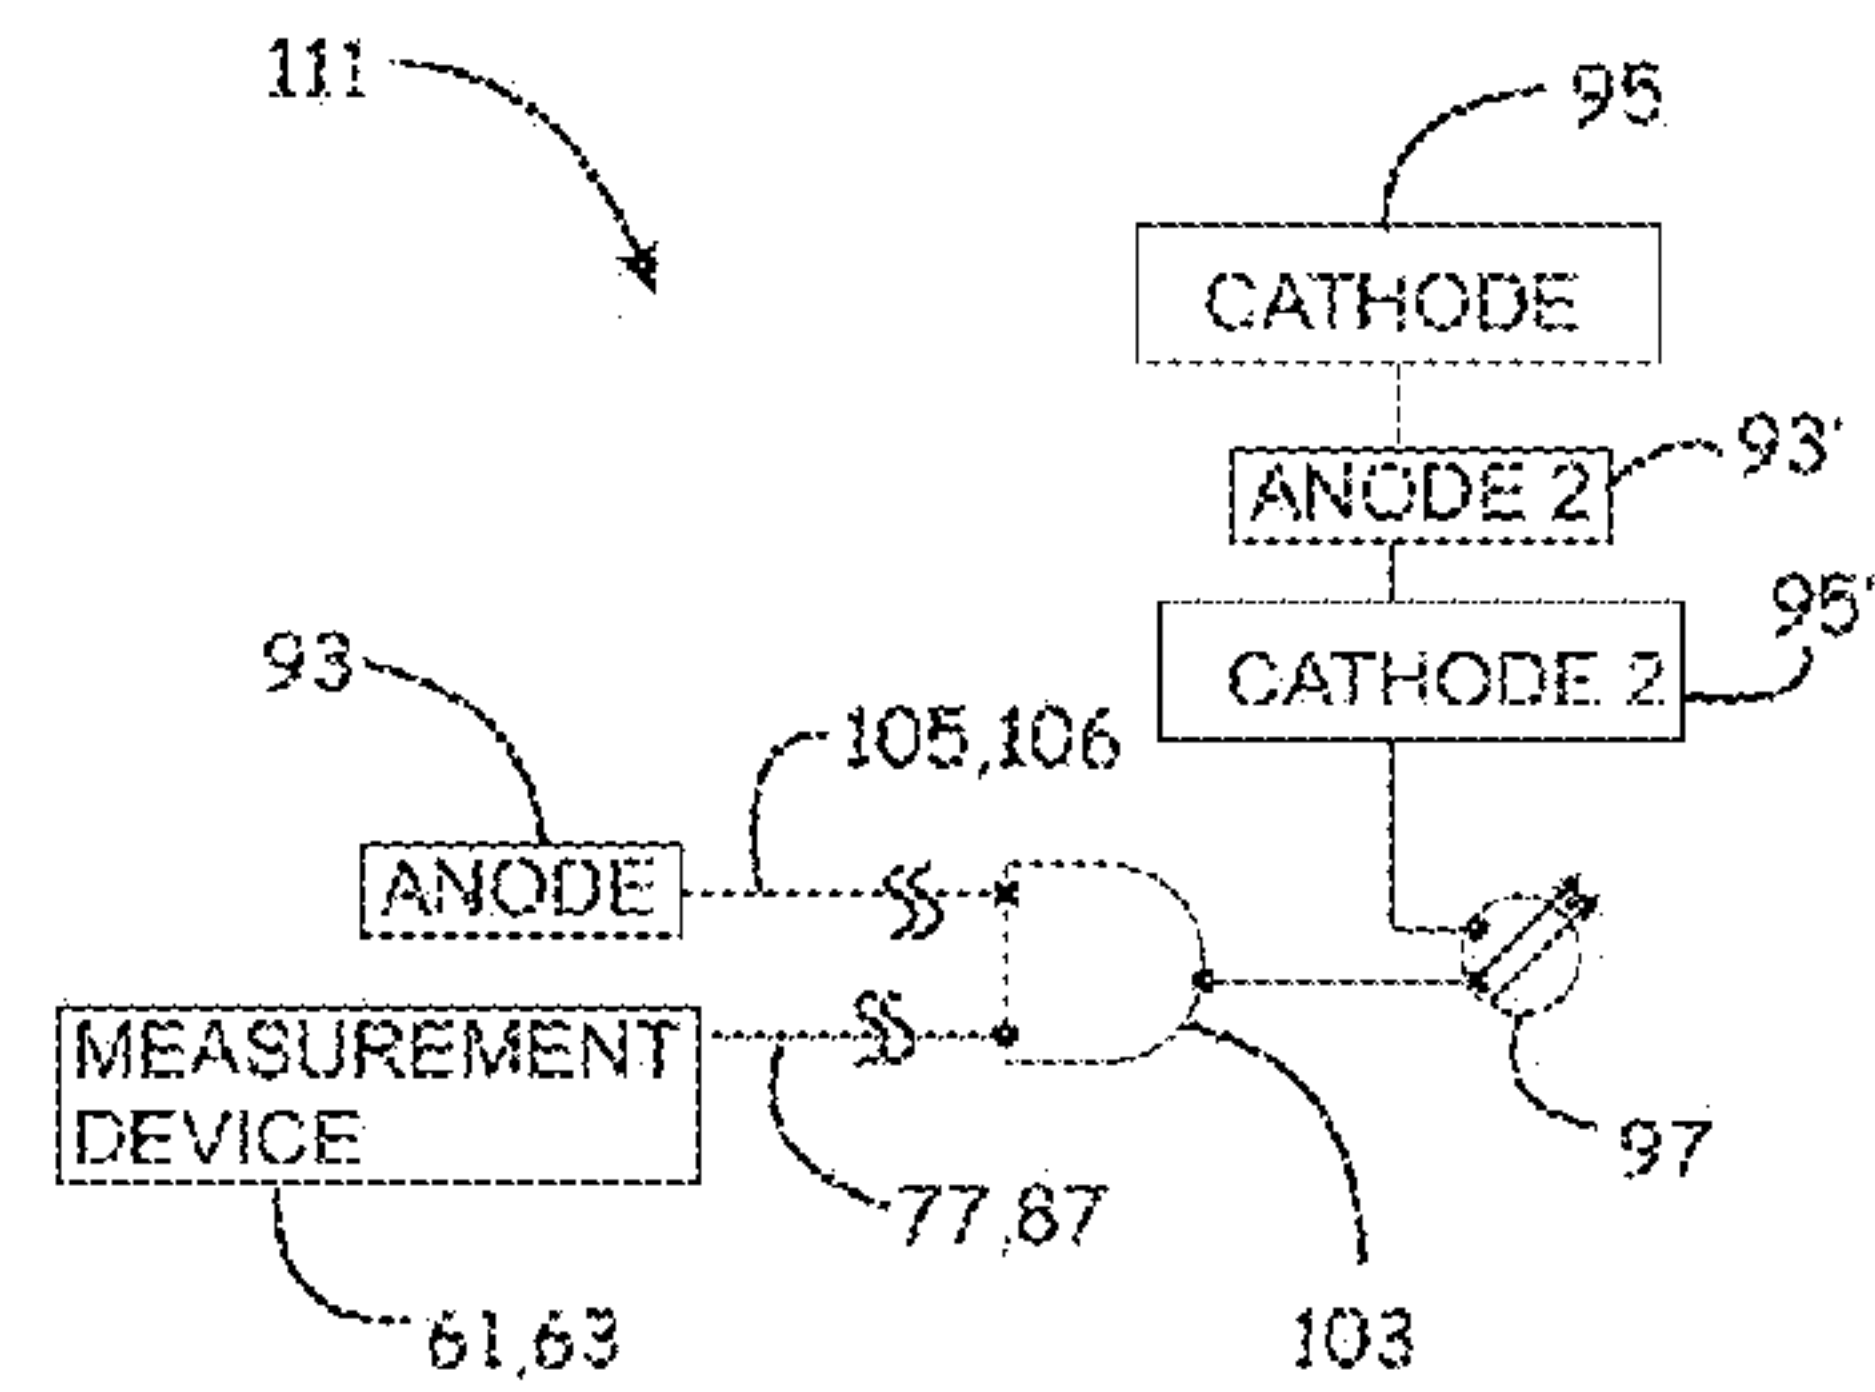 111
95
CATHODE
93'
ANODE 2
95'
CATHODE 2
93
105,106
ANODE
MEASUREMENT
DEVICE
97
77,87
61,63
103